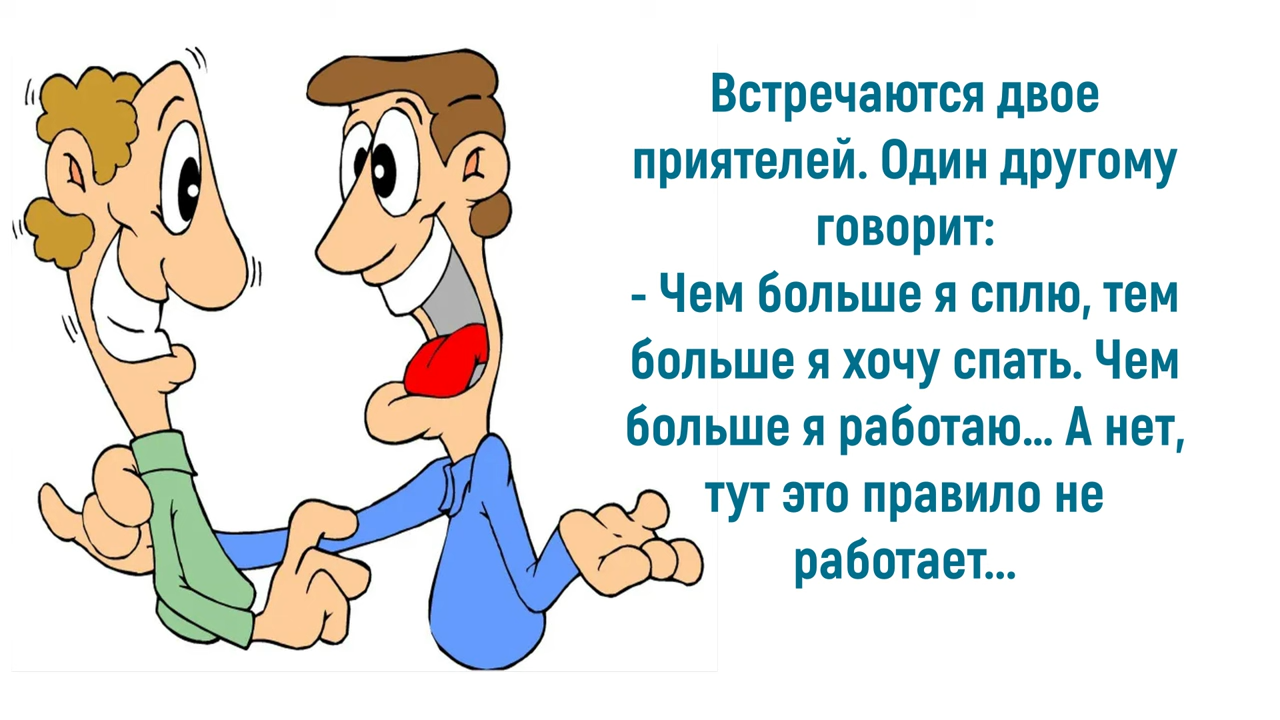 Встречаются двое
приятелей. Один другому
говорит:
- Чем больше я сплю, тем
больше я хочу спать. Чем
больше я работаю... А нет,
тут это правило не
работает...